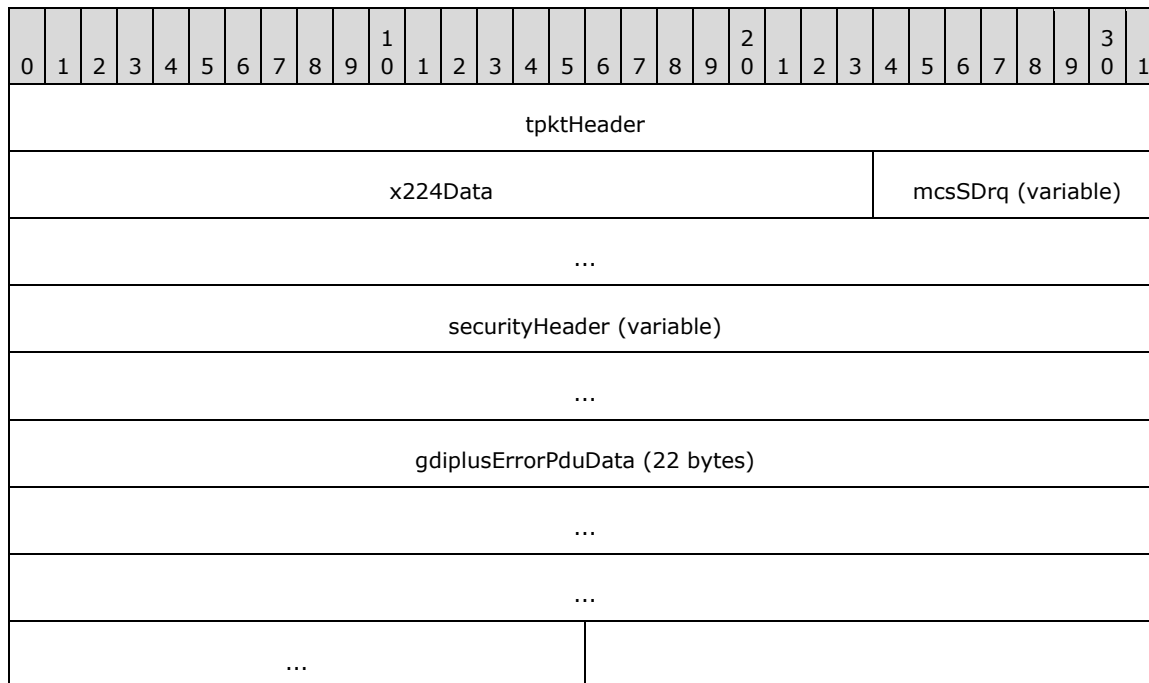 1 2 3
0 1 2 3 4 5 6 7 8 9 0 1 2 3 4 5 6 7 8 9 0 1 2 3 4 5 6 7 8 9 0 1
tpktHeader
x224Data mcsSDrq (variable)
...
securityHeader (variable)
...
gdiplusErrorPduData (22 bytes)
...
...
...